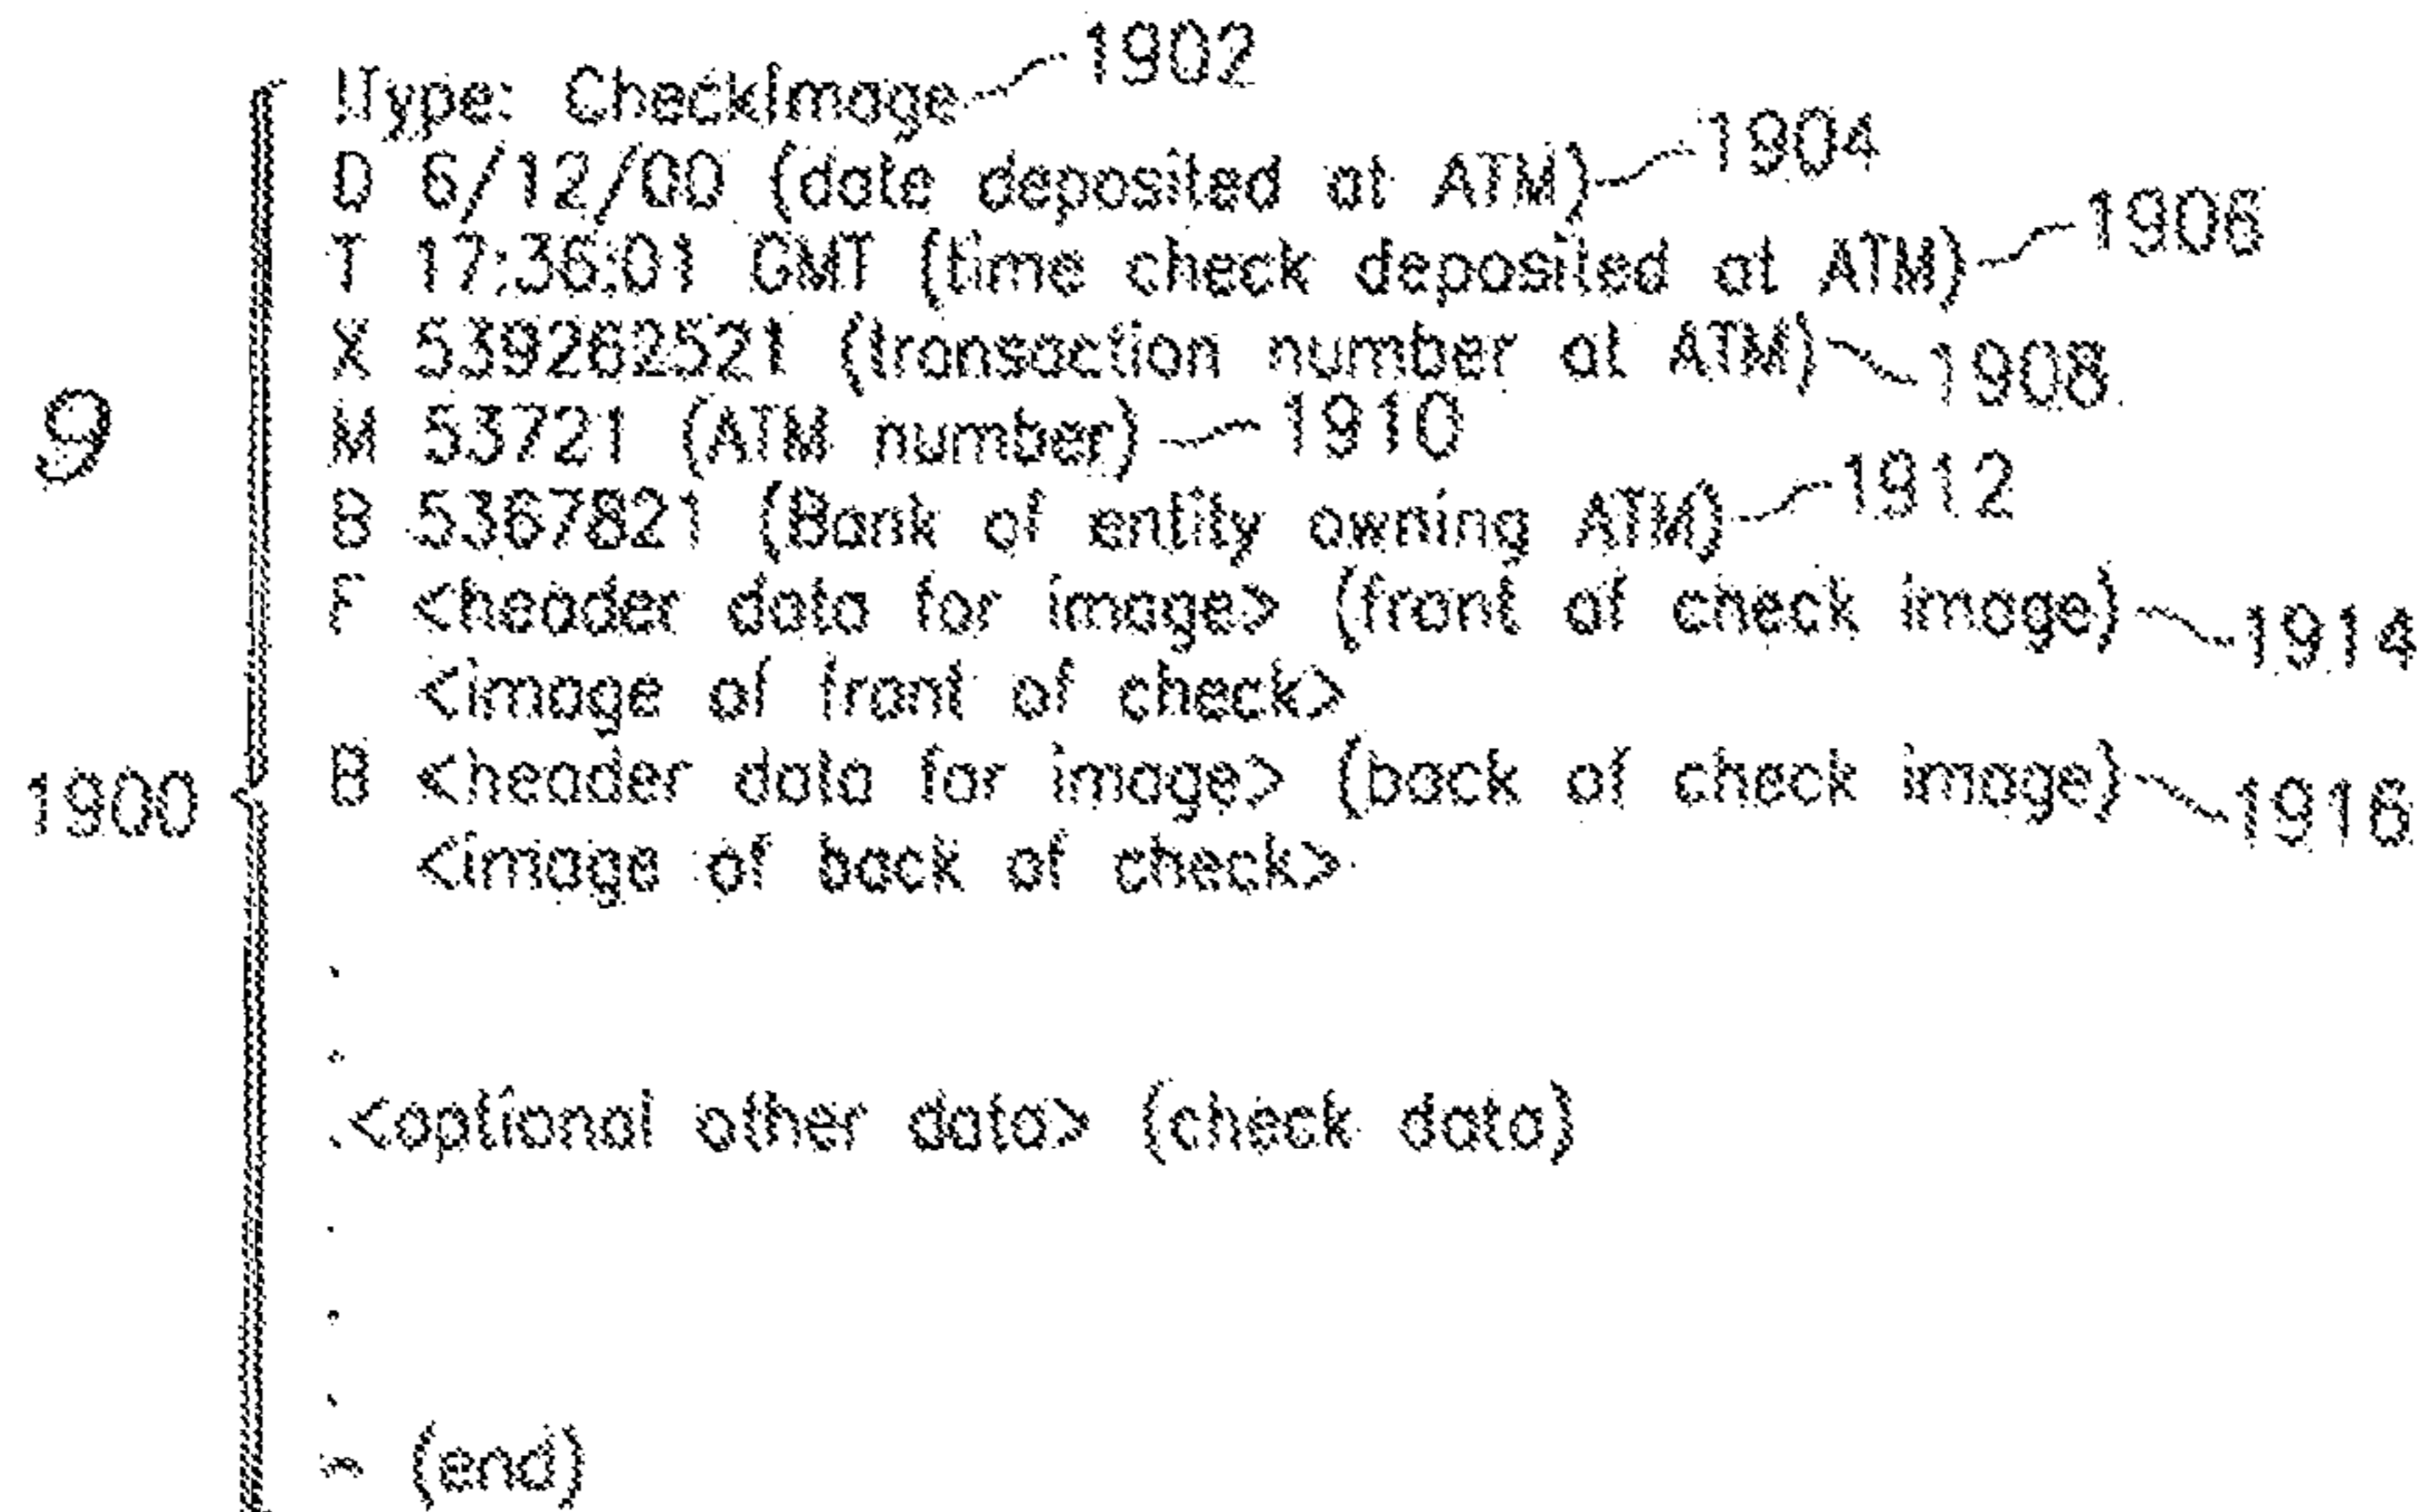 !Type: CheckImage 1902
D 6/12/00 (date deposited at ATM) 1904
T 17:36:01 GMT (time check deposited at ATM) 1906
X 539262521 (transaction number at ATM) 1908
M 53721 (ATM number) 1910
B 5367821 (Bank of entity owning ATM) 1912
F <header data for image> (front of check image) 1914
<image of front of check>
B <header data for image> (back of check image) 1916
<image of back of check>
.
.
.<optional other data> (check data)
.
.
.
(end)
9
1900